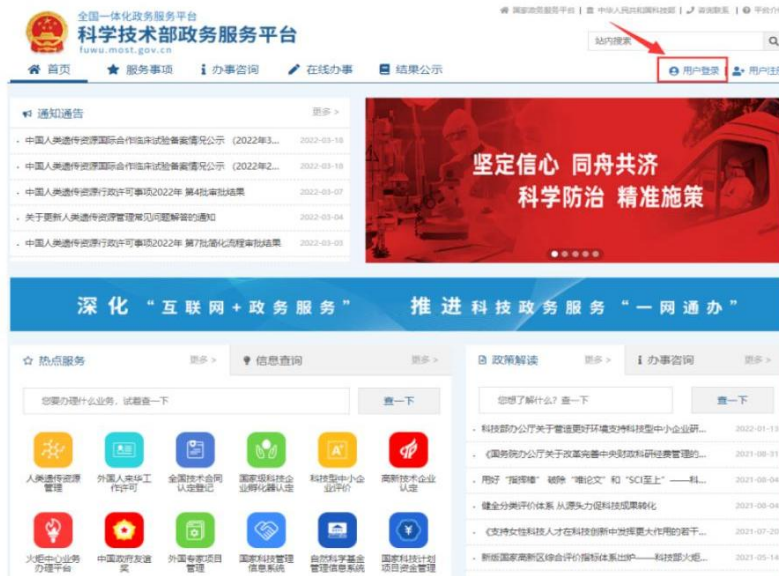 国家政务服务平台 | 中华人民共和国科技部 | 咨询联系 | 平台介
全国一体化政务服务平台
科学技术部政务服务平台
fuwu.most.gov.cn
站内搜索
首页 服务事项 办事咨询 在线办事 结果公示
用户登录 | 用户注册
通知通告 更多 >
中国人类遗传资源国际合作临床试验备案情况公示 （2022年3... 2022-03-18
中国人类遗传资源国际合作临床试验备案情况公示 （2022年2... 2022-03-18
中国人类遗传资源行政许可事项2022年 第4批审批结果 2022-03-07
关于更新人类遗传资源管理常见问题解答的通知 2022-03-04
中国人类遗传资源行政许可事项2022年 第7批简化流程审批结果 2022-03-03
坚定信心 同舟共济
科学防治 精准施策
深化 “互联网+政务服务” 推进科技政务服务 “一网通办”
热点服务 更多 >
信息查询 更多 >
您要办理什么业务，试着查一下 查一下
人类遗传资源管理
外国人来华工作许可
全国技术合同认定登记
国家级科技企业孵化器认定
科技型中小企业评价
高新技术企业认定
火炬中心业务办理平台
中国政府友谊奖
外国专家项目管理
国家科技管理信息系统
自然科学基金管理信息系统
国家科技计划项目资金管理
政策解读 更多 >
办事咨询 更多 >
您想了解什么？查一下 查一下
科技部办公厅关于营造更好环境支持科技型中小企业研... 2022-01-13
《国务院办公厅关于改革完善中央财政科研经费管理的... 2021-08-31
用好“指挥棒” 破除“唯论文”和“SCI至上”——科... 2021-08-04
健全分类评价体系 从源头力促科技成果转化 2021-08-04
《支持女性科技人才在科技创新中发挥更大作用的若干... 2021-07-20
新版国家高新区综合评价指标体系出炉——科技部火炬... 2021-05-14